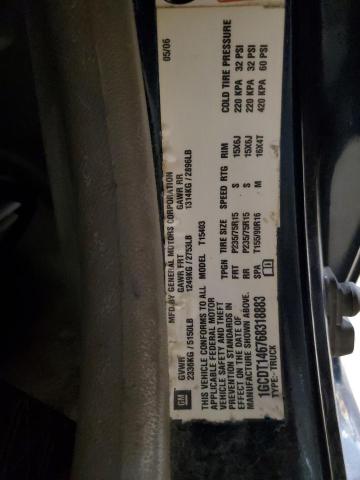 GM
MFD BY GENERAL MOTORS CORPORATION
05/06
GVWR GAWR FRT GAWR RR
2336KG / 5150LB 1249KG / 2753LB 1314KG / 2896LB
THIS VEHICLE CONFORMS TO ALL
APPLICABLE FEDERAL MOTOR
VEHICLE SAFETY AND THEFT
PREVENTION STANDARDS IN
EFFECT ON THE DATE OF
MANUFACTURE SHOWN ABOVE.
1GCDT146768318883
TYPE:- TRUCK
MODEL T15403
TPGN TIRE SIZE SPEED RTG RIM COLD TIRE PRESSURE
FRT P235/75R15 S 15X6J 220 KPA 32 PSI
RR P235/75R15 S 15X6J 220 KPA 32 PSI
SPA T155/90R16 M 16X4T 420 KPA 60 PSI